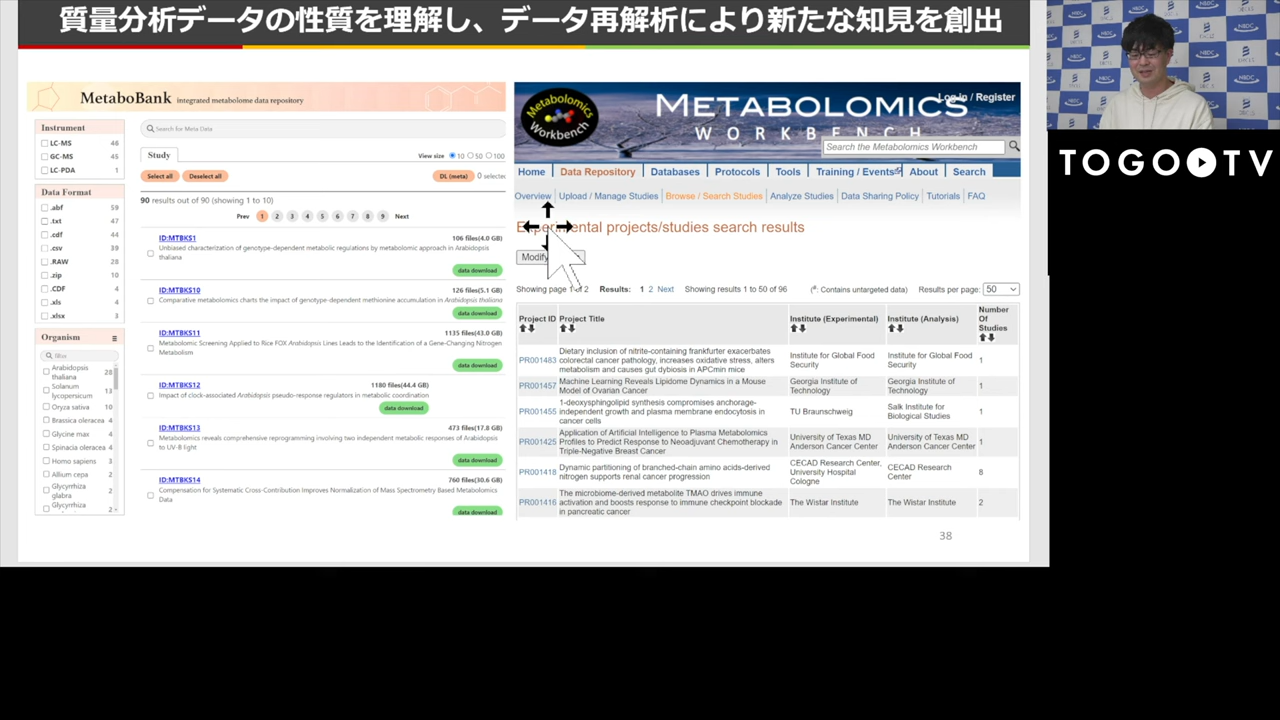 質量分析データの性質を理解し、データ再解析により新たな知見を創出
MetaboBank integrated metabolome data repository
Instrument
LC-MS 46
GC-MS 45
LC-PDA 1
Data Format
.abf 59
.txt 47
.cdf 44
.csv 39
.RAW 28
.zip 10
.CDF 4
.xls 4
.xlsx 3
Organism
filter
Arabidopsis thaliana 28
Solanum lycopersicum 13
Oryza sativa 10
Brassica oleracea 4
Glycine max 4
Spinacia oleracea 4
Homo sapiens 3
Allium cepa 2
Glycyrrhiza glabra 2
Glycyrrhiza 2
Search for Meta Data
Study
View size 10 50 100
Select all Deselect all DL (meta) 0 selected
90 results out of 90 (showing 1 to 10)
Prev 1 2 3 4 5 6 7 8 9 Next
ID:MTBKS1 106 files(4.0 GB)
Unbiased characterization of genotype-dependent metabolic regulations by metabolomic approach in Arabidopsis
thaliana
data download
ID:MTBKS10 126 files(5.1 GB)
Comparative metabolomics charts the impact of genotype-dependent methionine accumulation in Arabidopsis thaliana
data download
ID:MTBKS11 1135 files(43.0 GB)
Metabolomic Screening Applied to Rice FOX Arabidopsis Lines Leads to the Identification of a Gene-Changing Nitrogen
Metabolism
data download
ID:MTBKS12 1180 files(44.4 GB)
Impact of clock-associated Arabidopsis pseudo-response regulators in metabolic coordination
data download
ID:MTBKS13 473 files(17.8 GB)
Metabolomics reveals comprehensive reprogramming involving two independent metabolic responses of Arabidopsis
to UV-B light
data download
ID:MTBKS14 760 files(30.6 GB)
Compensation for Systematic Cross-Contribution Improves Normalization of Mass Spectrometry Based Metabolomics
Data
data download
Metabolomics
Workbench
METABOLOMICS
WORKBENCH
Log in / Register
Search the Metabolomics Workbench
Home Data Repository Databases Protocols Tools Training / Events About Search
Overview Upload / Manage Studies Browse / Search Studies Analyze Studies Data Sharing Policy Tutorials FAQ
Experimental projects/studies search results
Modify
Showing page 1 of 2 Results: 1 2 Next Showing results 1 to 50 of 96 (: Contains untargeted data) Results per page: 50
Project ID Project Title Institute (Experimental) Institute (Analysis) Number Of Studies
PR001483 Dietary inclusion of nitrite-containing frankfurter exacerbates colorectal cancer pathology, increases oxidative stress, alters metabolism and causes gut dybiosis in APCmin mice Institute for Global Food Security Institute for Global Food Security 1
PR001457 Machine Learning Reveals Lipidome Dynamics in a Mouse Model of Ovarian Cancer Georgia Institute of Technology Georgia Institute of Technology 1
PR001455 1-deoxysphingolipid synthesis compromises anchorage-independent growth and plasma membrane endocytosis in cancer cells TU Braunschweig Salk Institute for Biological Studies 1
PR001425 Application of Artificial Intelligence to Plasma Metabolomics Profiles to Predict Response to Neoadjuvant Chemotherapy in Triple-Negative Breast Cancer University of Texas MD Anderson Cancer Center University of Texas MD Anderson Cancer Center 1
PR001418 Dynamic partitioning of branched-chain amino acids-derived nitrogen supports renal cancer progression CECAD Research Center, University Hospital Cologne CECAD Research Center 8
PR001416 The microbiome-derived metabolite TMAO drives immune activation and boosts response to immune checkpoint blockade in pancreatic cancer The Wistar Institute The Wistar Institute 2
38
NBDC
TOGO TV